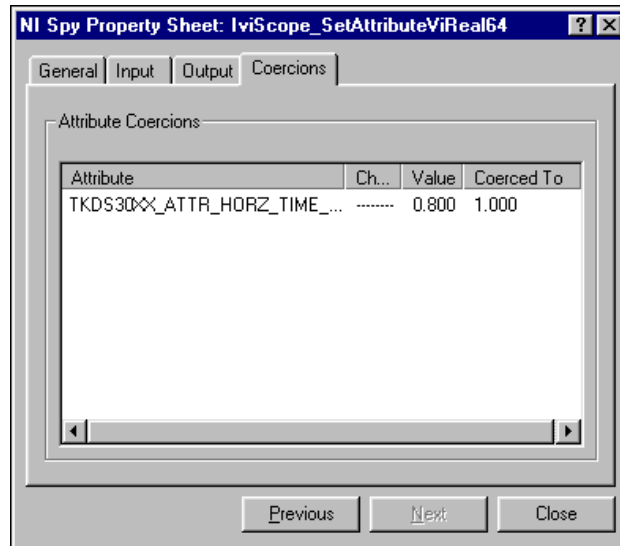 NI Spy Property Sheet: IviScope_SetAttributeViReal64
General Input Output Coercions
Attribute Coercions
Attribute Ch... Value Coerced To
TKDS30XX_ATTR_HORZ_TIME_... -------- 0.800 1.000
Previous Next Close